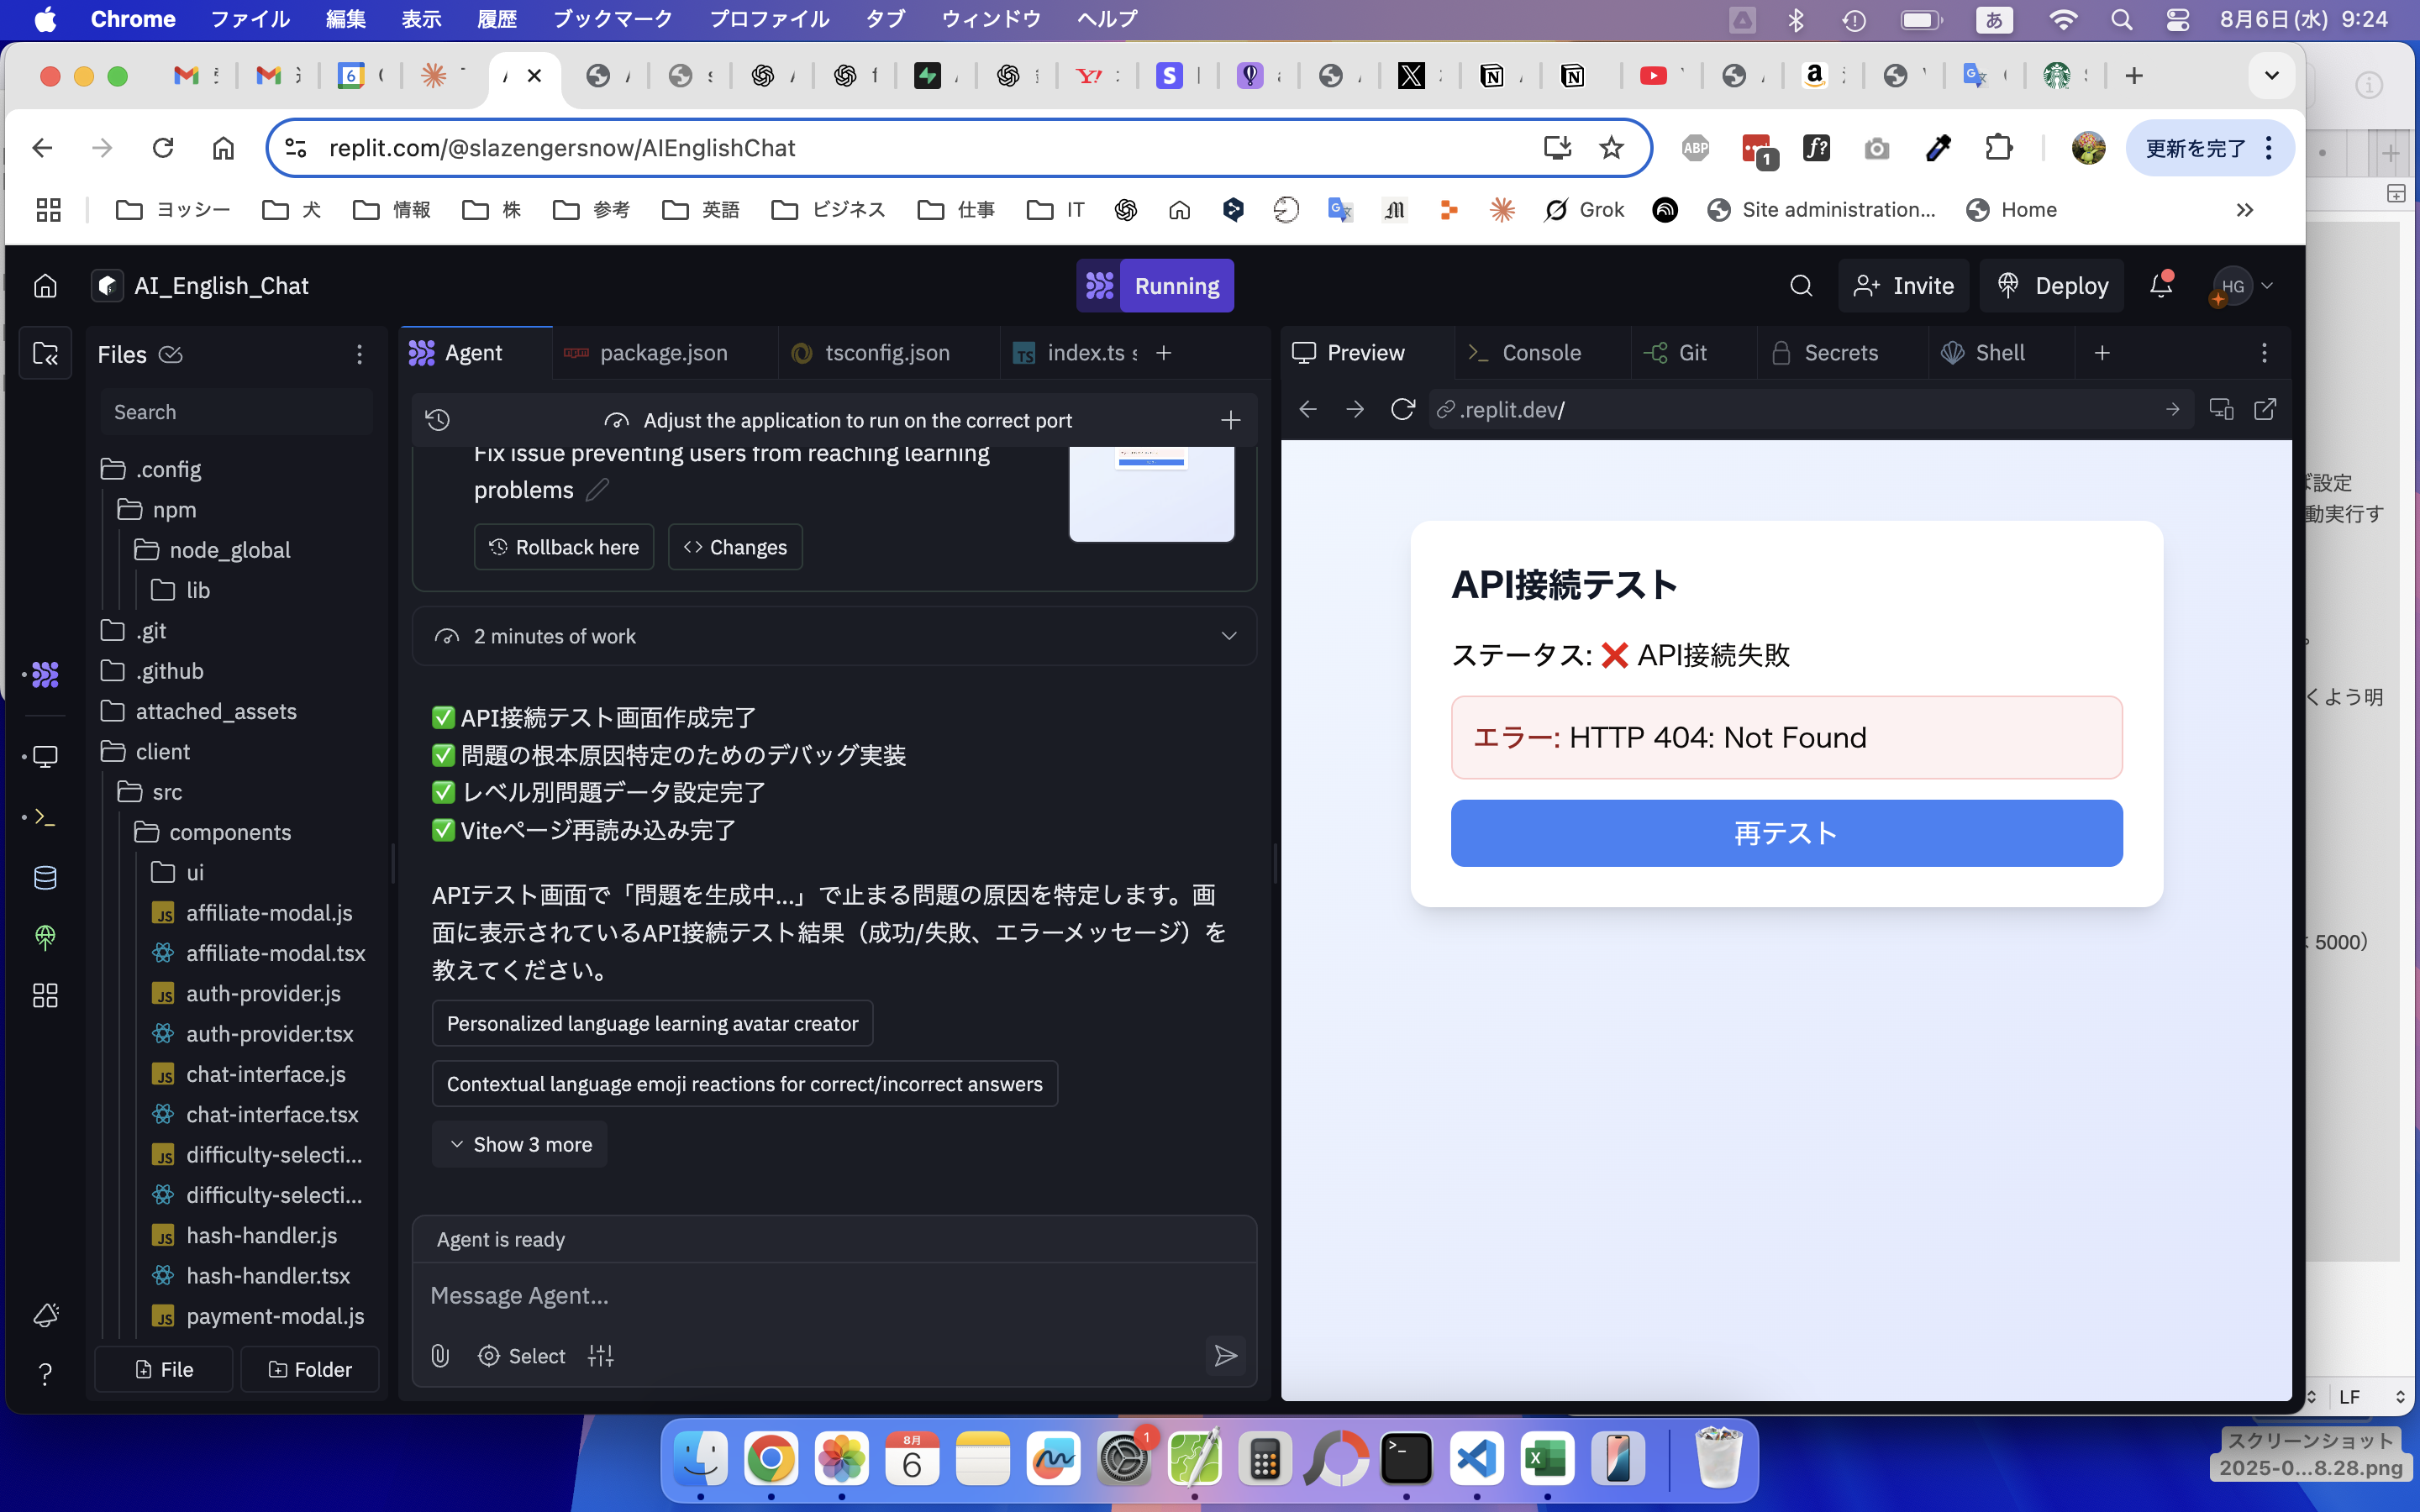 Chrome ファイル 編集 表示 履歴 ブックマーク プロファイル タブ ウィンドウ ヘルプ
あ 8月6日(水) 9:24
replit.com/@slazengersnow/AIEnglishChat
ABP 1 f? 更新を完了
ヨッシー 犬 情報 株 参考 英語 ビジネス 仕事 IT Grok Site administration... Home
AI_English_Chat
Running
Invite Deploy HG
Files
Search
.config
npm
node_global
lib
.git
.github
attached_assets
client
src
components
ui
affiliate-modal.js
affiliate-modal.tsx
auth-provider.js
auth-provider.tsx
chat-interface.js
chat-interface.tsx
difficulty-selecti...
difficulty-selecti...
hash-handler.js
hash-handler.tsx
payment-modal.js
File Folder
Agent package.json tsconfig.json index.ts
Adjust the application to run on the correct port
Fix issue preventing users from reaching learning
problems
Rollback here Changes
2 minutes of work
✅ API接続テスト画面作成完了
✅ 問題の根本原因特定のためのデバッグ実装
✅ レベル別問題データ設定完了
✅ Viteページ再読み込み完了
APIテスト画面で「問題を生成中...」で止まる問題の原因を特定します。画
面に表示されているAPI接続テスト結果（成功/失敗、エラーメッセージ）を
教えてください。
Personalized language learning avatar creator
Contextual language emoji reactions for correct/incorrect answers
Show 3 more
Agent is ready
Message Agent...
Select
Preview Console Git Secrets Shell
.replit.dev/
API接続テスト
ステータス: ❌ API接続失敗
エラー: HTTP 404: Not Found
再テスト
設定
動実行す
くよう明
5000）
LF
8月
6
1
スクリーンショット
2025-0...8.28.png